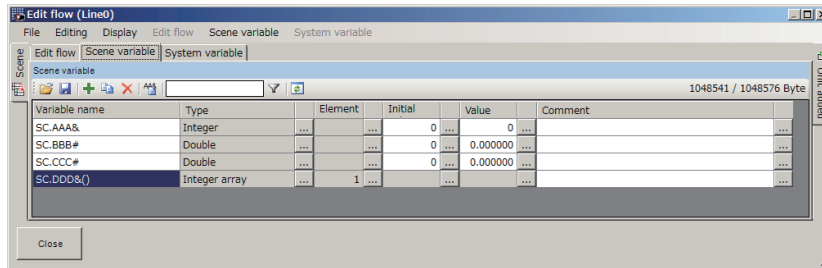 Edit flow (Line0)
File Editing Display Edit flow Scene variable System variable
Scene
Edit flow Scene variable System variable
Scene variable
1048541 / 1048576 Byte
Variable name Type Element Initial Value Comment
SC.AAA& Integer ... ... 0 ... 0 ... ...
SC.BBB# Double ... ... 0 ... 0.000000 ... ...
SC.CCC# Double ... ... 0 ... 0.000000 ... ...
SC.DDD&() Integer array ... 1 ... ... ... ...
Close